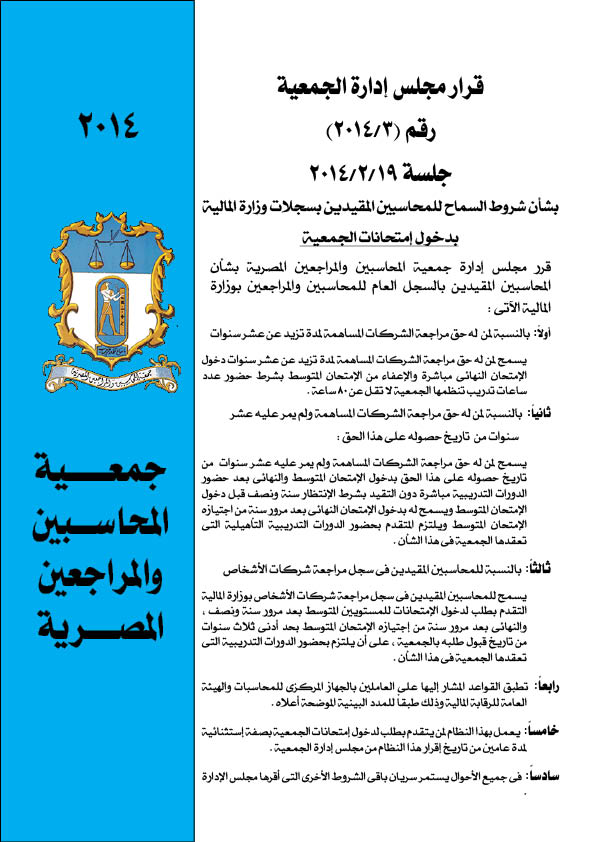 ٢٠١٤
جمعية المحاسبين والمراجعين المصرية
جمعـــية
المحاســبين
والمراجعين
المصــرية
قرار مجلس إدارة الجمعية
رقم (٢٠١٤/٣)
جلسة ٢٠١٤/٢/١٩
بشأن شروط السماح للمحاسبين المقيدين بسجلات وزارة المالية
بدخول إمتحانات الجمعية
قرر مجلس إدارة جمعية المحاسبين والمراجعين المصرية بشأن
المحاسبين المقيدين بالسجل العام للمحاسبين والمراجعين بوزارة
المالية الآتى :
أولاً: بالنسبة لمن له حق مراجعة الشركات المساهمة لمدة تزيد عن عشر سنوات
يسمح لمن له حق مراجعة الشركات المساهمة لمدة تزيد عن عشر سنوات دخول
الإمتحان النهائى مباشرة والإعفاء من الإمتحان المتوسط بشرط حضور عدد
ساعات تدريب تنظمها الجمعية لا تقل عن ٨٠ ساعة .
ثانياً: بالنسبة لمن له حق مراجعة الشركات المساهمة ولم يمر عليه عشر
سنوات من تاريخ حصوله على هذا الحق :
يسمح لمن له حق مراجعة الشركات المساهمة ولم يمر عليه عشر سنوات من
تاريخ حصوله على هذا الحق بدخول الإمتحان المتوسط والنهائى بعد حضور
الدورات التدريبية مباشرة دون التقيد بشرط الإنتظار سنة ونصف قبل دخول
الإمتحان المتوسط ويسمح له بدخول الإمتحان النهائى بعد مرور سنة من اجتيازه
الإمتحان المتوسط ويلتزم المتقدم بحضور الدورات التدريبية التأهيلية التى
تعقدها الجمعية فى هذا الشأن .
ثالثاً: بالنسبة للمحاسبين المقيدين فى سجل مراجعة شركات الأشخاص
يسمح للمحاسبين المقيدين فى سجل مراجعة شركات الأشخاص بوزارة المالية
التقدم بطلب لدخول الإمتحانات للمستويين المتوسط بعد مرور سنة ونصف ،
والنهائى بعد مرور سنة من إجتيازه الإمتحان المتوسط بحد أدنى ثلاث سنوات
من تاريخ قبول طلبه بالجمعية ، على أن يلتزم بحضور الدورات التدريبية التى
تعقدها الجمعية فى هذا الشأن .
رابعاً: تطبق القواعد المشار إليها على العاملين بالجهاز المركزى للمحاسبات والهيئة
العامة للرقابة المالية وذلك طبقاً للمدد البينية الموضحة أعلاه .
خامساً: يعمل بهذا النظام لمن يتقدم بطلب لدخول إمتحانات الجمعية بصفة إستثنائية
لمدة عامين من تاريخ إقرار هذا النظام من مجلس إدارة الجمعية .
سادساً: فى جميع الأحوال يستمر سريان باقى الشروط الأخرى التى أقرها مجلس الإدارة
.